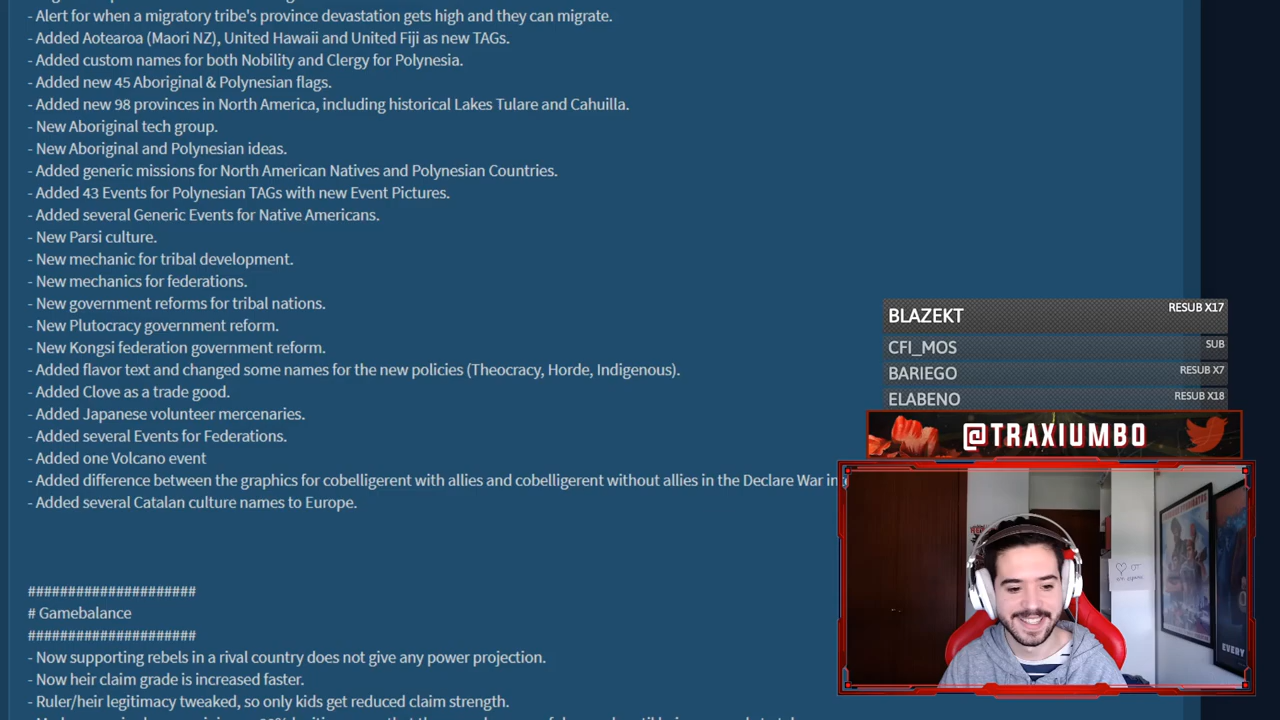 - Alert for when a migratory tribe's province devastation gets high and they can migrate.
- Added Aotearoa (Maori NZ), United Hawaii and United Fiji as new TAGs.
- Added custom names for both Nobility and Clergy for Polynesia.
- Added new 45 Aboriginal & Polynesian flags.
- Added new 98 provinces in North America, including historical Lakes Tulare and Cahuilla.
- New Aboriginal tech group.
- New Aboriginal and Polynesian ideas.
- Added generic missions for North American Natives and Polynesian Countries.
- Added 43 Events for Polynesian TAGs with new Event Pictures.
- Added several Generic Events for Native Americans.
- New Parsi culture.
- New mechanic for tribal development.
- New mechanics for federations.
- New government reforms for tribal nations.
- New Plutocracy government reform.
- New Kongsi federation government reform.
- Added flavor text and changed some names for the new policies (Theocracy, Horde, Indigenous).
- Added Clove as a trade good.
- Added Japanese volunteer mercenaries.
- Added several Events for Federations.
- Added one Volcano event
- Added difference between the graphics for cobelligerent with allies and cobelligerent without allies in the Declare War in
- Added several Catalan culture names to Europe.
#####################
# Gamebalance
#####################
- Now supporting rebels in a rival country does not give any power projection.
- Now heir claim grade is increased faster.
- Ruler/heir legitimacy tweaked, so only kids get reduced claim strength.
BLAZEKT RESUB X17
CFI_MOS SUB
BARIEGO RESUB X7
ELABENO RESUB X18
@TRAXIUMBO
EVERY